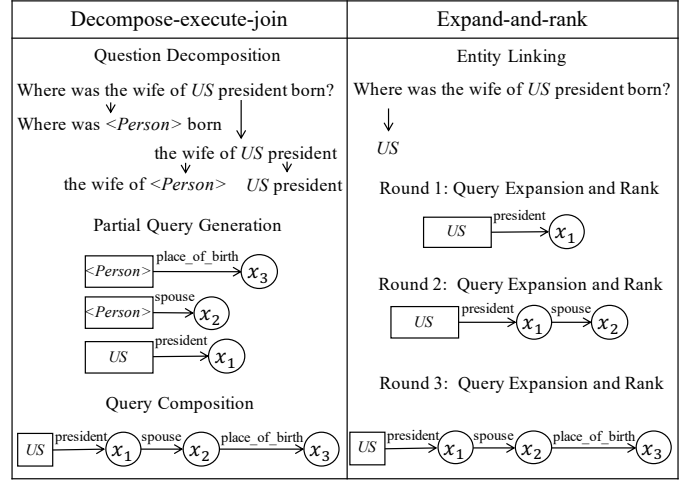 Decompose-execute-join
Question Decomposition
Where was the wife of US president born?
Where was <Person> born
the wife of US president
the wife of <Person> US president
Partial Query Generation
<Person> place_of_birth x3
<Person> spouse x2
US president x1
Query Composition
US president x1 spouse x2 place_of_birth x3
Expand-and-rank
Entity Linking
Where was the wife of US president born?
US
Round 1: Query Expansion and Rank
US president x1
Round 2: Query Expansion and Rank
US president x1 spouse x2
Round 3: Query Expansion and Rank
US president x1 spouse x2 place_of_birth x3